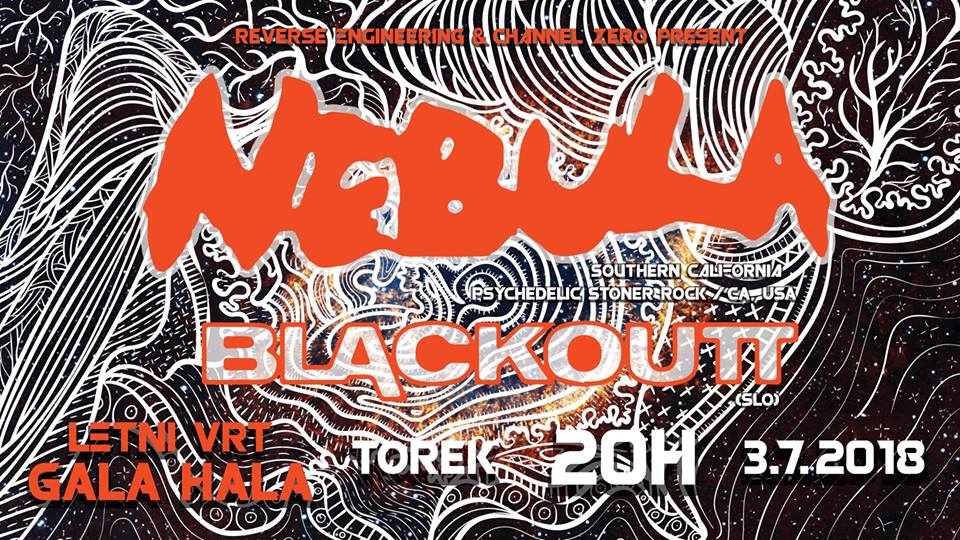 REVERSE ENGINEERING & CHANNEL ZERO PRESENT
NEBULA
SOUTHERN CALIFORNIA
PSYCHEDELIC STONER-ROCK / CA, USA
BLACKOUTT
(SLO)
LETNI VRT
GALA HALA
TOREK 20H 3.7.2018